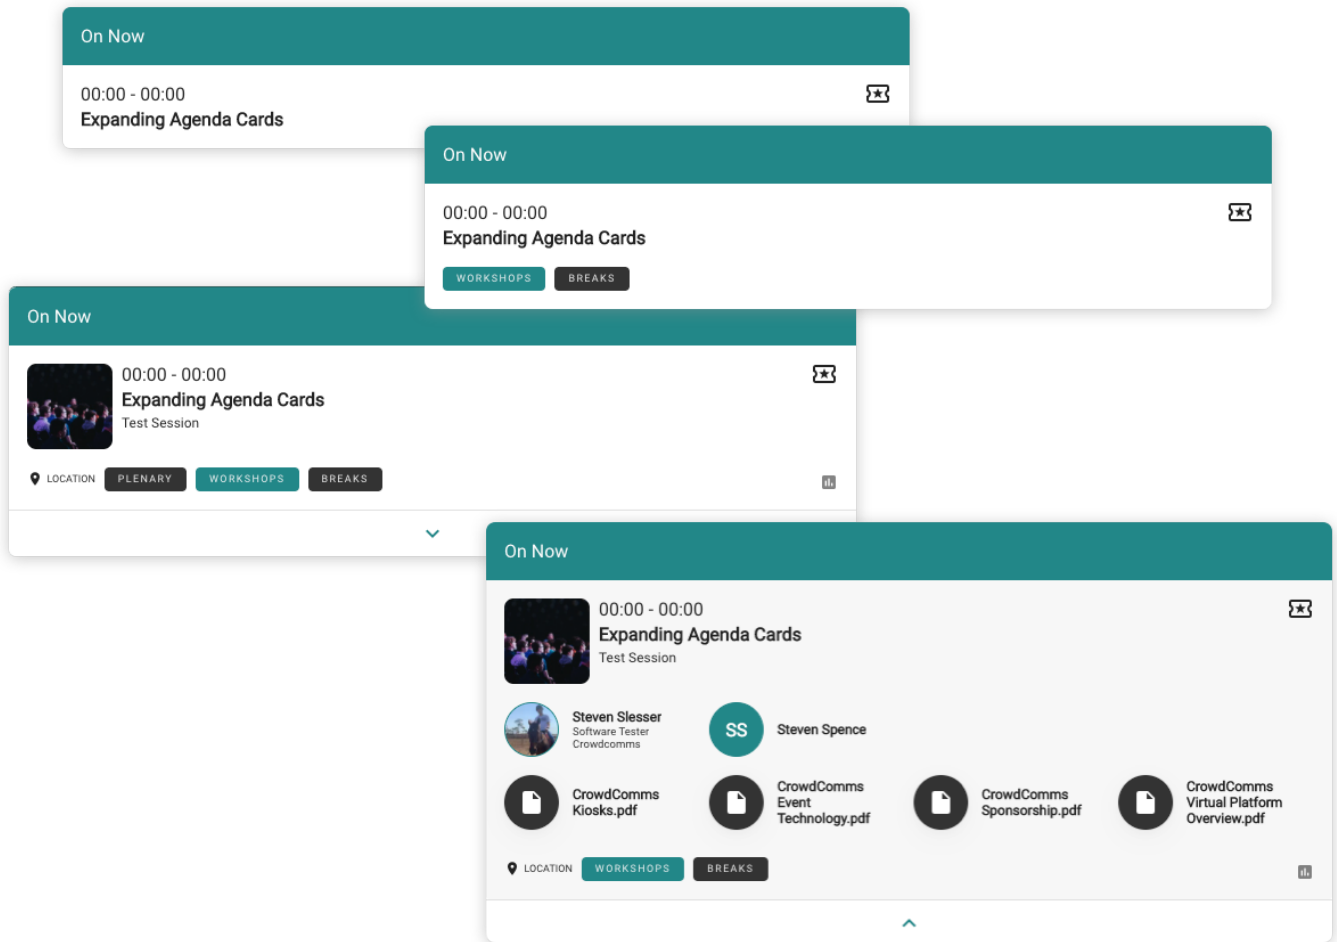 On Now
00:00 - 00:00
Expanding Agenda Cards
On Now
00:00 - 00:00
Expanding Agenda Cards
WORKSHOPS BREAKS
On Now
00:00 - 00:00
Expanding Agenda Cards
Test Session
LOCATION PLENARY WORKSHOPS BREAKS
On Now
00:00 - 00:00
Expanding Agenda Cards
Test Session
Steven Slesser
Software Tester
Crowdcomms
SS
Steven Spence
CrowdComms
Kiosks.pdf
CrowdComms
Event
Technology.pdf
CrowdComms
Sponsorship.pdf
CrowdComms
Virtual Platform
Overview.pdf
LOCATION WORKSHOPS BREAKS